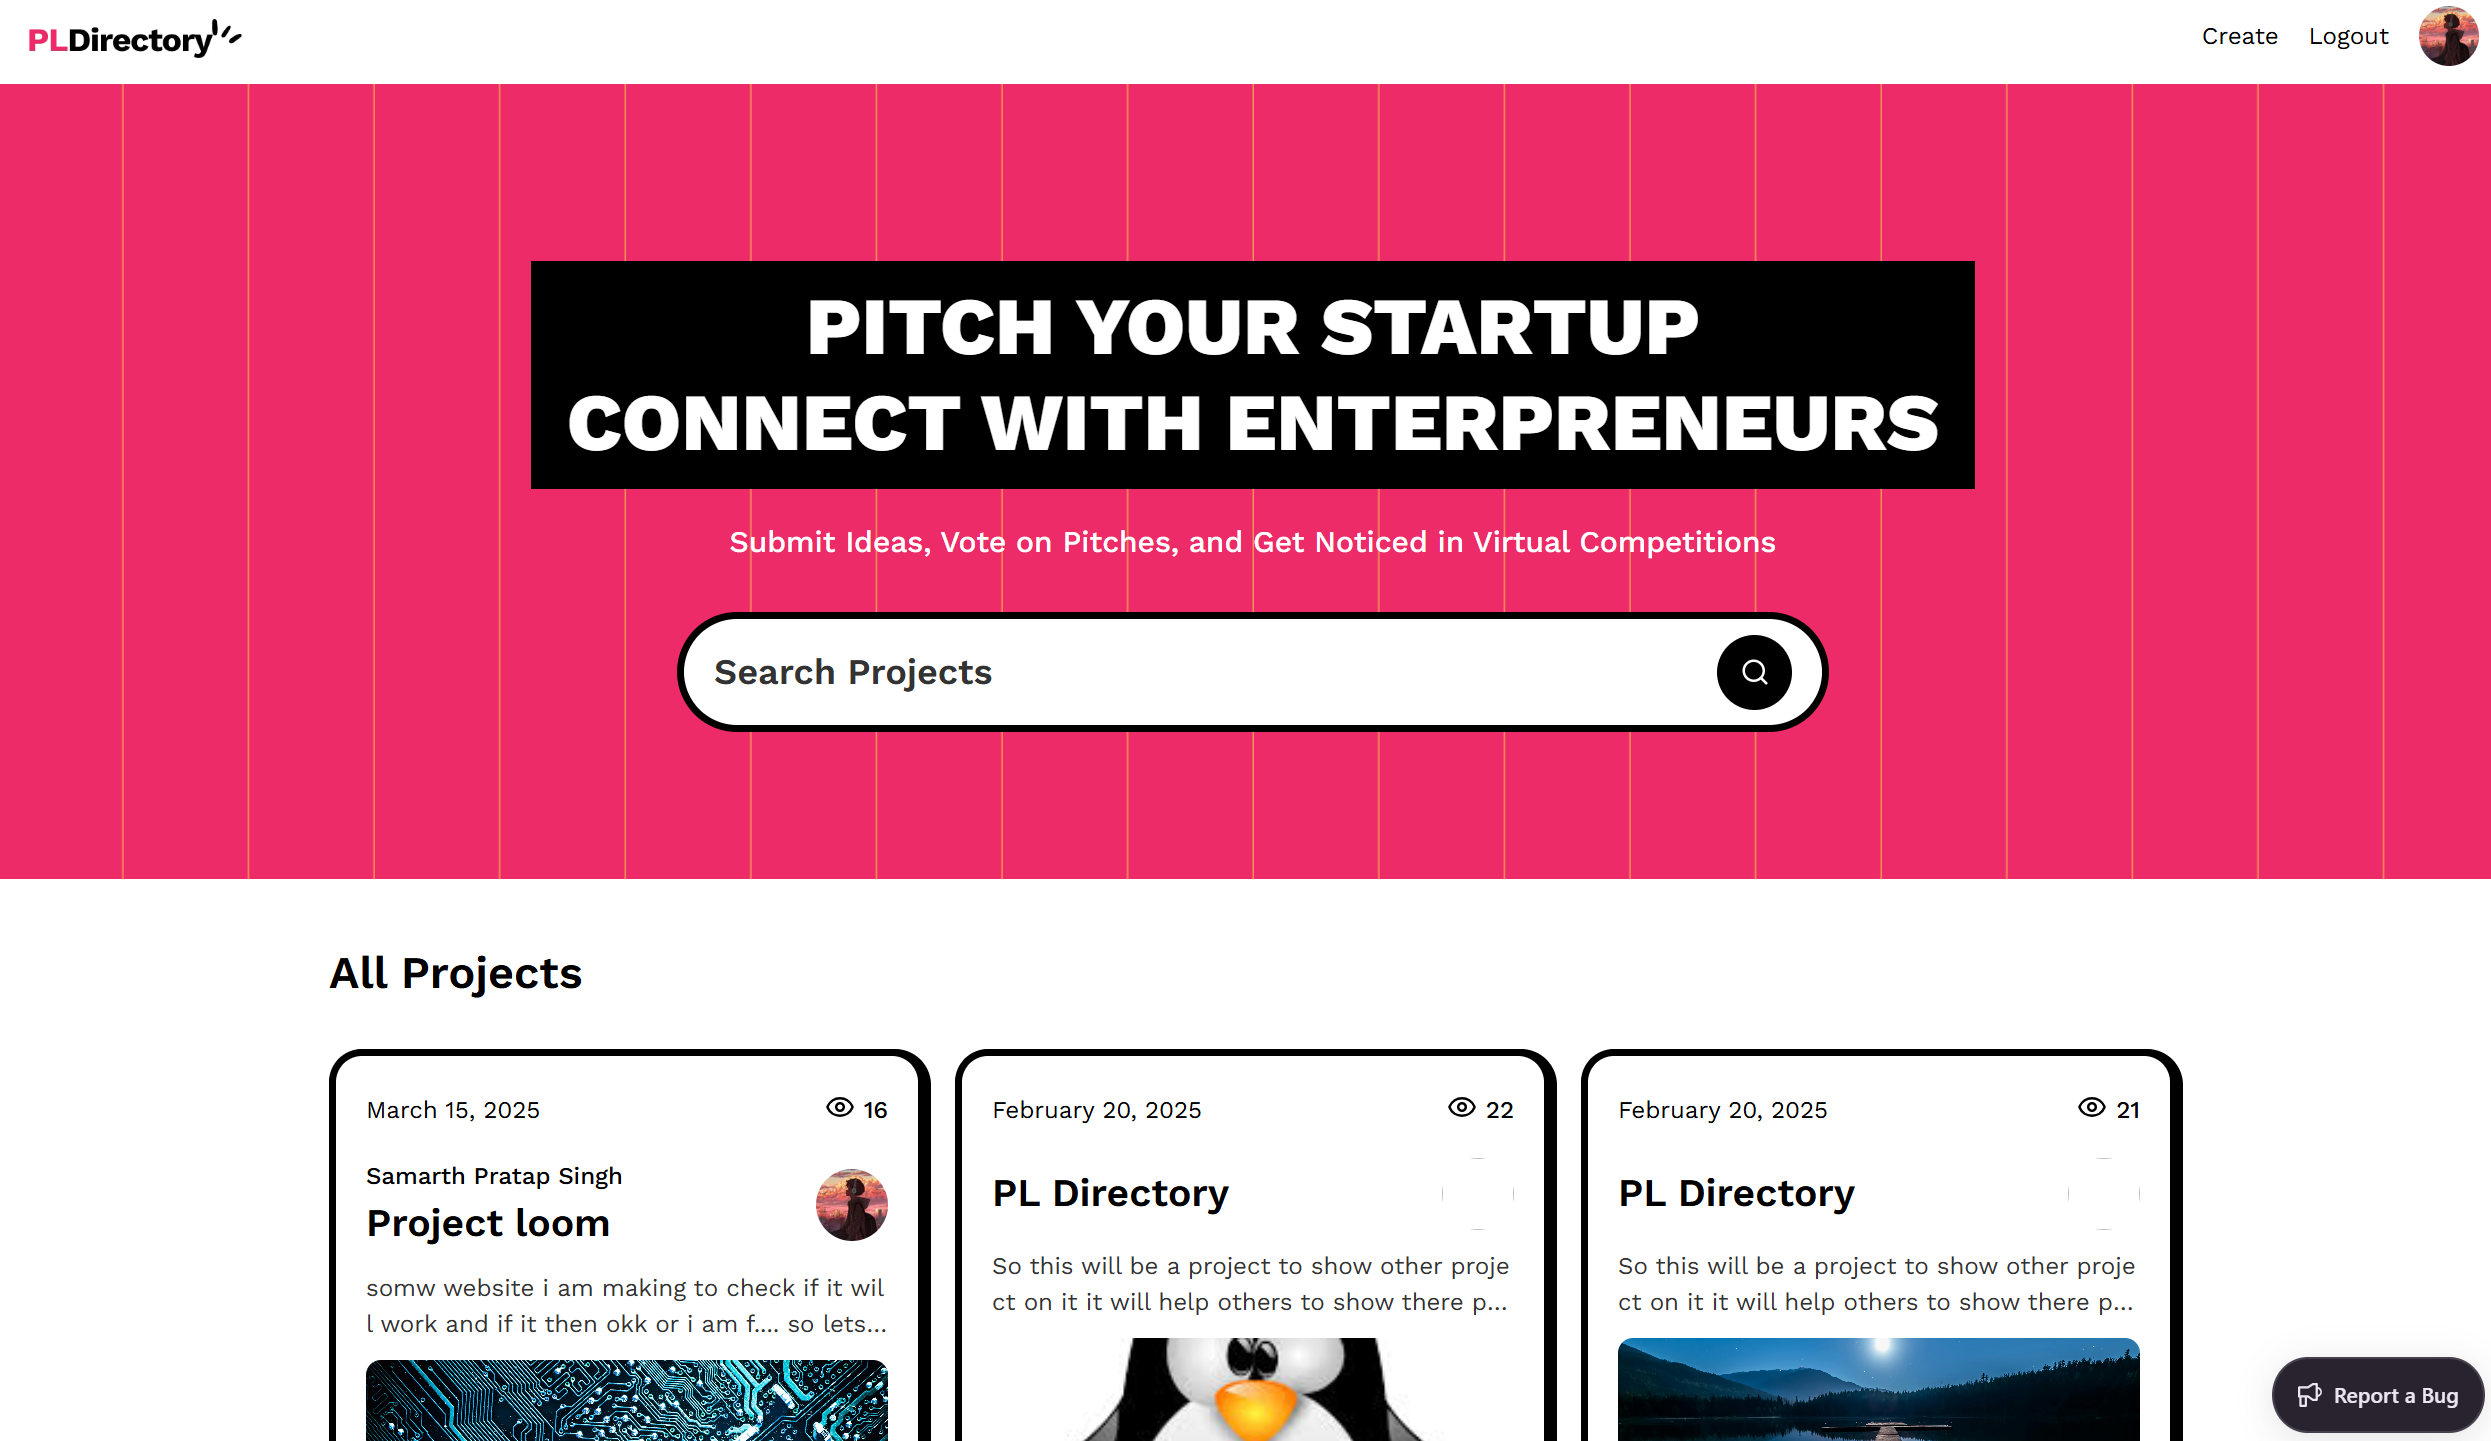 PLDirectory
Create Logout
PITCH YOUR STARTUP
CONNECT WITH ENTERPRENEURS
Submit Ideas, Vote on Pitches, and Get Noticed in Virtual Competitions
Search Projects
All Projects
March 15, 2025 16
Samarth Pratap Singh
Project loom
somw website i am making to check if it wil
l work and if it then okk or i am f.... so lets...
February 20, 2025 22
PL Directory
So this will be a project to show other proje
ct on it it will help others to show there p...
February 20, 2025 21
PL Directory
So this will be a project to show other proje
ct on it it will help others to show there p...
Report a Bug